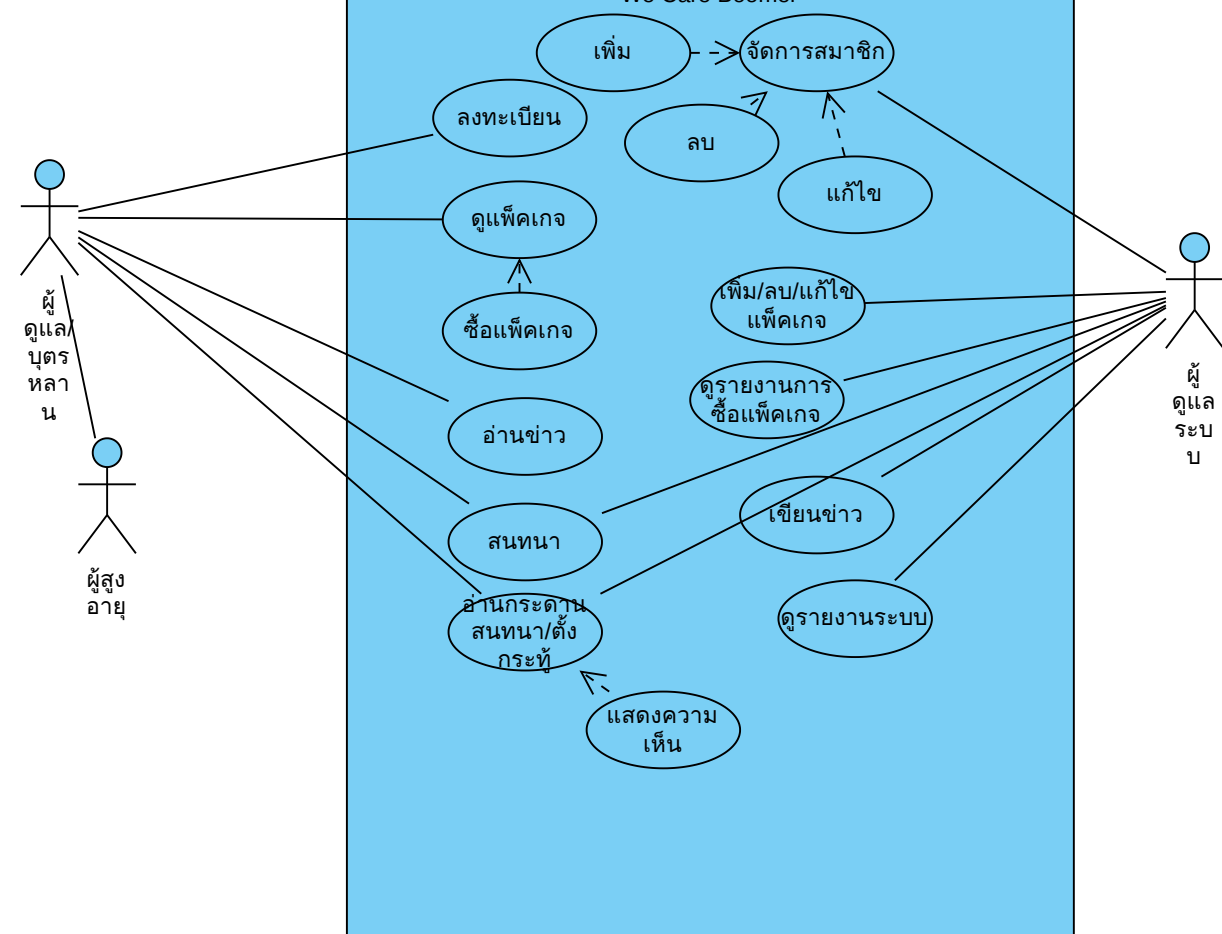 We Care Boomer
เพิ่ม
จัดการสมาชิก
ลงทะเบียน
ลบ
แก้ไข
ดูแพ็คเกจ
เพิ่ม/ลบ/แก้ไข
แพ็คเกจ
ซื้อแพ็คเกจ
ผู้
ดูแล/
บุตร
หลา
น
ดูรายงานการ
ซื้อแพ็คเกจ
ผู้
ดูแล
ระบ
บ
อ่านข่าว
เขียนข่าว
สนทนา
ผู้สูง
อายุ
อ่านกระดาน
สนทนา/ตั้ง
กระทู้
ดูรายงานระบบ
แสดงความ
เห็น